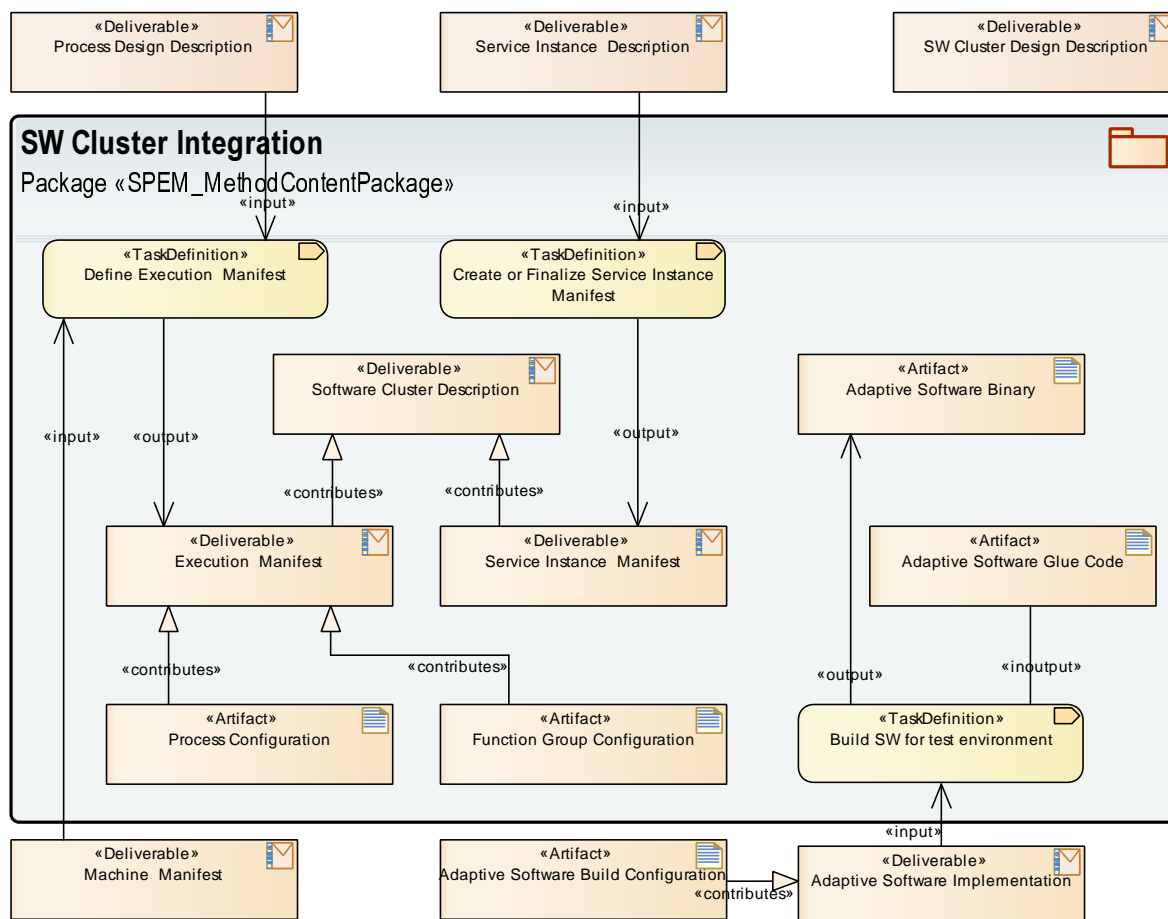 «Deliverable»
Process Design Description
«Deliverable»
Service Instance Description
«Deliverable»
SW Cluster Design Description
SW Cluster Integration
Package «SPEM_MethodContentPackage»
«input»
«input»
«TaskDefinition»
Define Execution Manifest
«TaskDefinition»
Create or Finalize Service Instance
Manifest
«Deliverable»
Software Cluster Description
«Artifact»
Adaptive Software Binary
«input»
«output»
«output»
«contributes»
«contributes»
«Deliverable»
Execution Manifest
«Deliverable»
Service Instance Manifest
«Artifact»
Adaptive Software Glue Code
«contributes»
«contributes»
«output»
«inoutput»
«Artifact»
Process Configuration
«Artifact»
Function Group Configuration
«TaskDefinition»
Build SW for test environment
«input»
«Deliverable»
Machine Manifest
«Artifact»
Adaptive Software Build Configuration
«contributes»
«Deliverable»
Adaptive Software Implementation